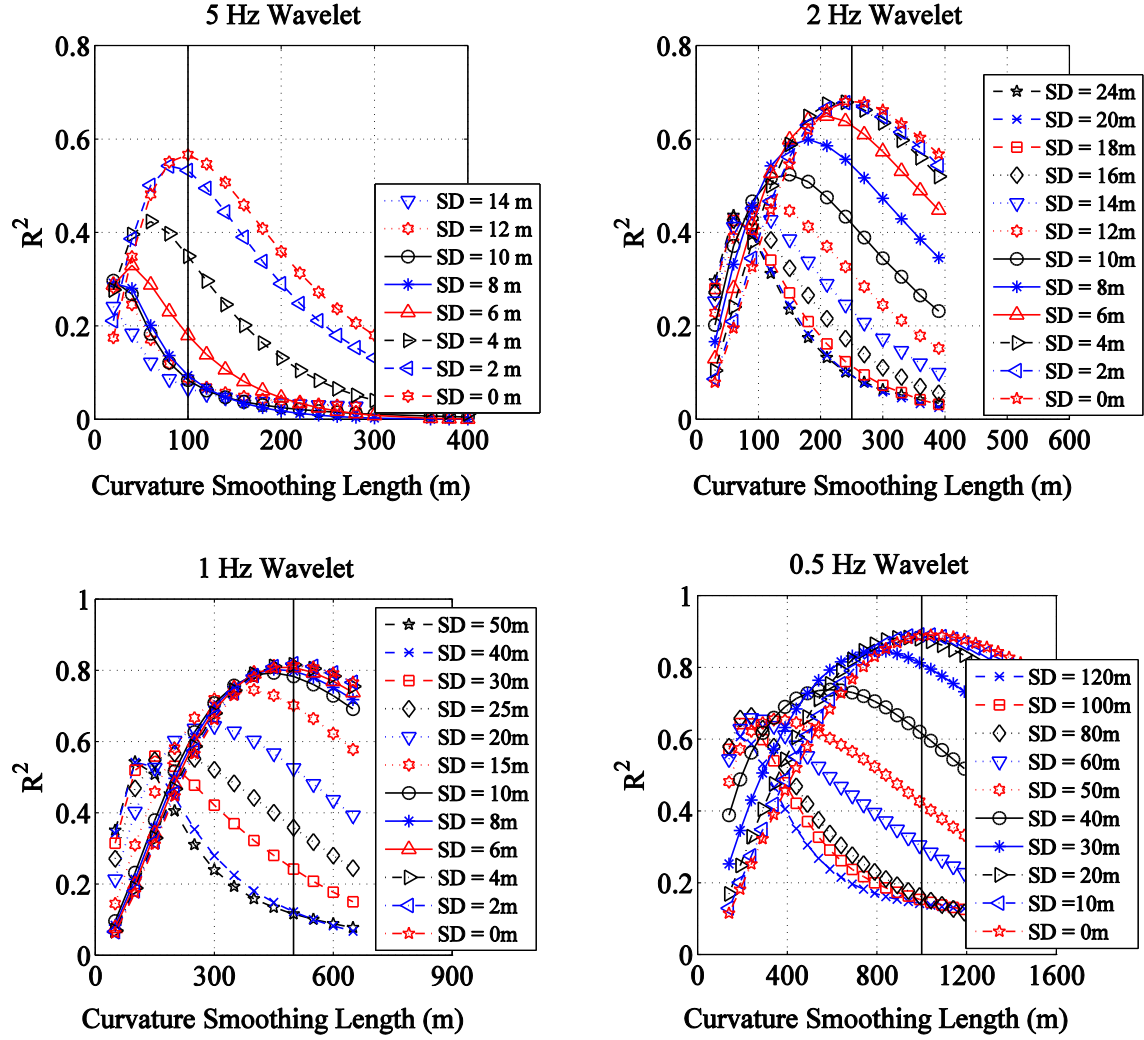 5 Hz Wavelet
0.8
0.6
0.4
0.2
0
R²
0 100 200 300 400
Curvature Smoothing Length (m)
SD = 14 m
SD = 12 m
SD = 10 m
SD = 8 m
SD = 6 m
SD = 4 m
SD = 2 m
SD = 0 m
2 Hz Wavelet
0.8
0.6
0.4
0.2
0
R²
0 100 200 300 400 500 600
Curvature Smoothing Length (m)
SD = 24m
SD = 20m
SD = 18m
SD = 16m
SD = 14m
SD = 12m
SD = 10m
SD = 8m
SD = 6m
SD = 4m
SD = 2m
SD = 0m
1 Hz Wavelet
1
0.8
0.6
0.4
0.2
0
R²
0 300 600 900
Curvature Smoothing Length (m)
SD = 50m
SD = 40m
SD = 30m
SD = 25m
SD = 20m
SD = 15m
SD = 10m
SD = 8m
SD = 6m
SD = 4m
SD = 2m
SD = 0m
0.5 Hz Wavelet
1
0.8
0.6
0.4
0.2
0
R²
0 400 800 1200 1600
Curvature Smoothing Length (m)
SD = 120m
SD = 100m
SD = 80m
SD = 60m
SD = 50m
SD = 40m
SD = 30m
SD = 20m
SD =10m
SD = 0m